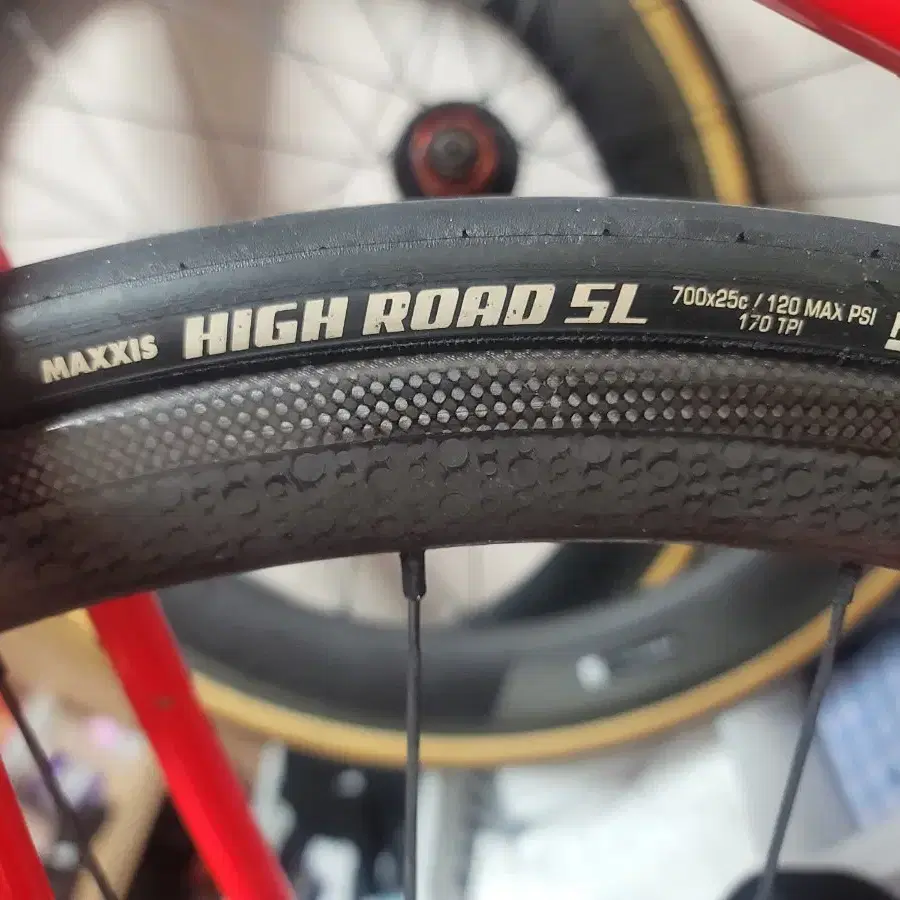 MAXXIS HIGH ROAD SL 700x25c / 120 MAX PSI
170 TPI